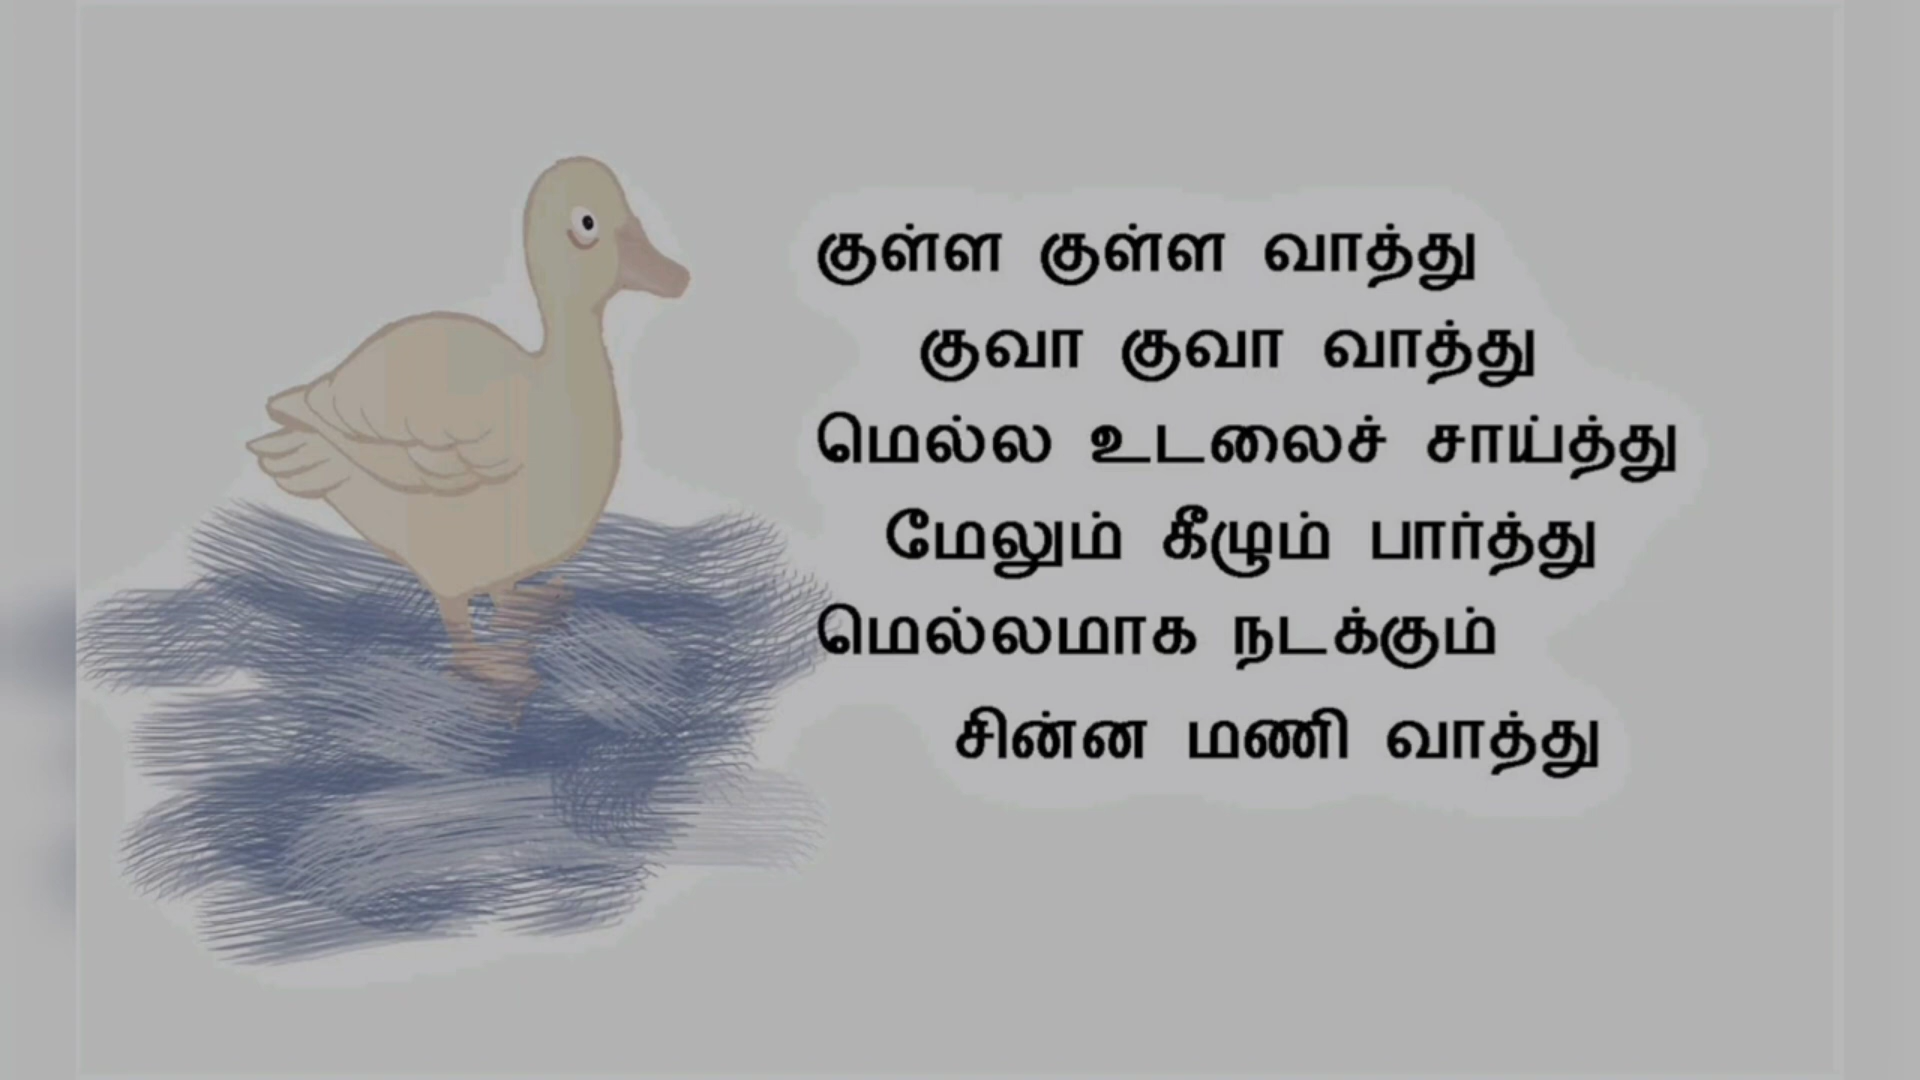 குள்ள குள்ள வாத்து
குவா குவா வாத்து
மெல்ல உடலைச் சாய்த்து
மேலும் கீழும் பார்த்து
மெல்லமாக நடக்கும்
சின்ன மணி வாத்து